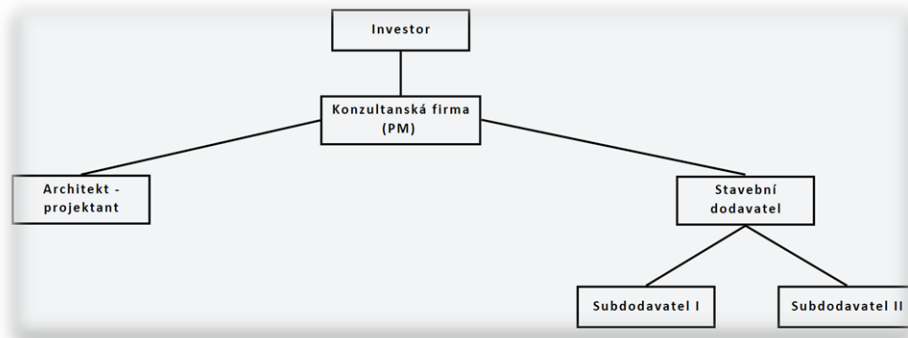 Investor
Konzultanská firma
(PM)
Architekt -
projektant
Stavební
dodavatel
Subdodavatel I
Subdodavatel II